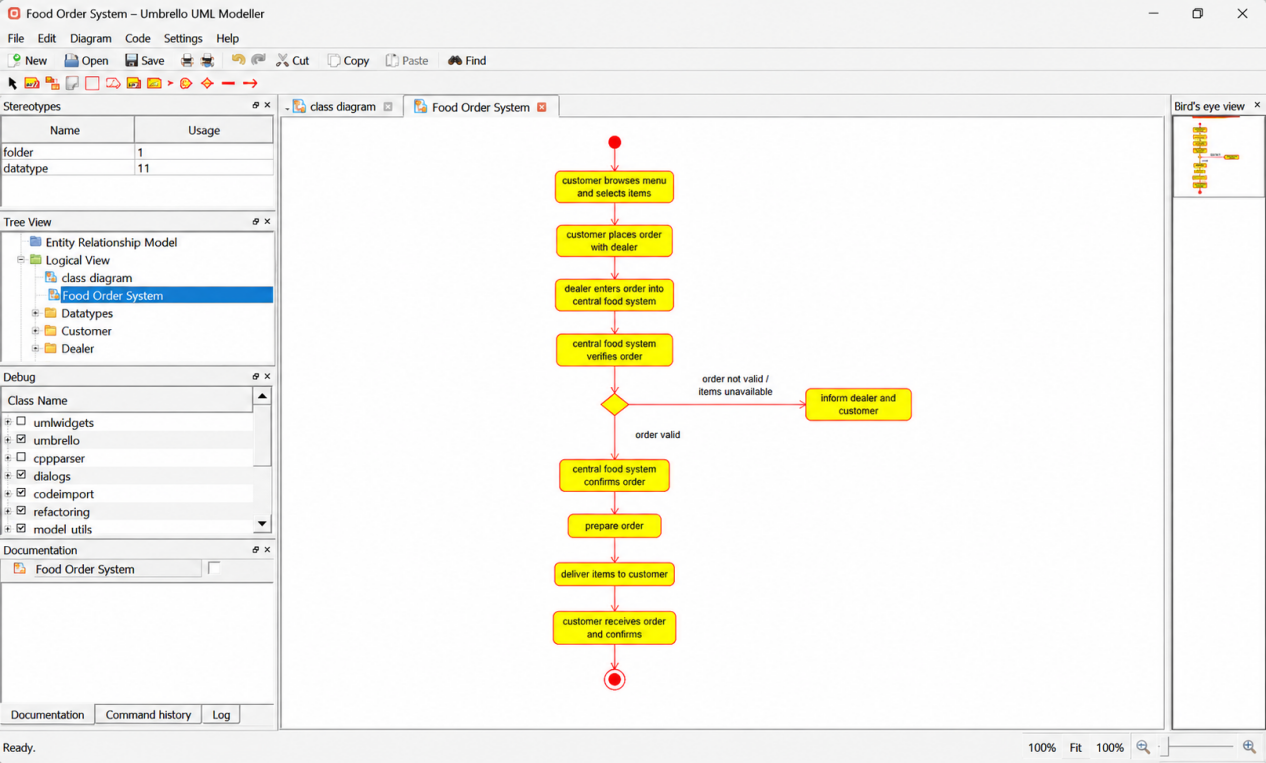 Food Order System – Umbrello UML Modeller
File Edit Diagram Code Settings Help
New Open Save Cut Copy Paste Find
Stereotypes
Name Usage
folder 1
datatype 11
Tree View
Entity Relationship Model
Logical View
class diagram
Food Order System
Datatypes
Customer
Dealer
Debug
Class Name
umlwidgets
umbrello
cppparser
dialogs
codeimport
refactoring
model utils
Documentation
Food Order System
Documentation Command history Log
Ready.
class diagram Food Order System
customer browses menu
and selects items
customer places order
with dealer
dealer enters order into
central food system
central food system
verifies order
order not valid /
items unavailable
inform dealer and
customer
order valid
central food system
confirms order
prepare order
deliver items to customer
customer receives order
and confirms
Bird's eye view
100% Fit 100%